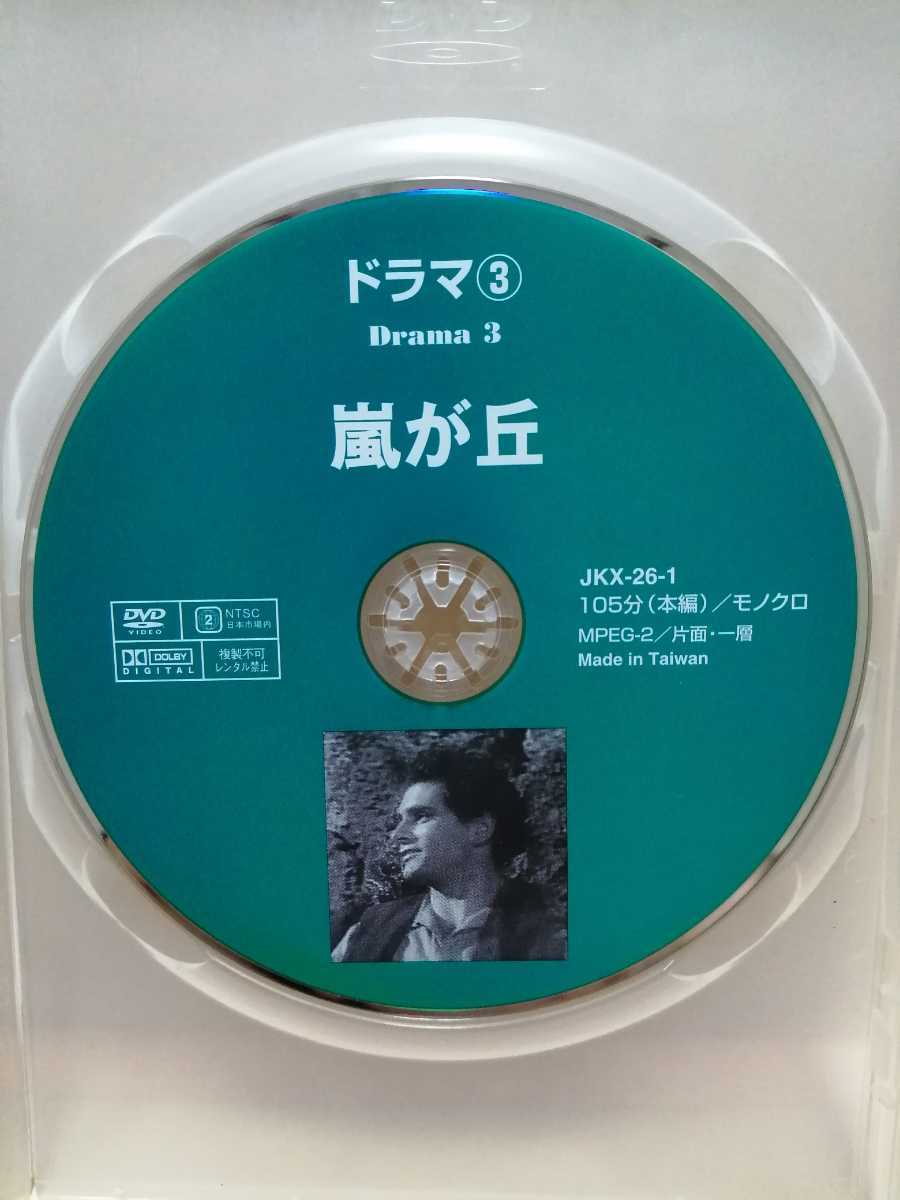 DVD
ドラマ③
Drama 3
嵐が丘
JKX-26-1
105分(本編)/モノクロ
MPEG-2/片面・一層
Made in Taiwan
DVD
VIDEO
2
NTSC
日本市場内
DOLBY
DIGITAL
複製不可
レンタル禁止